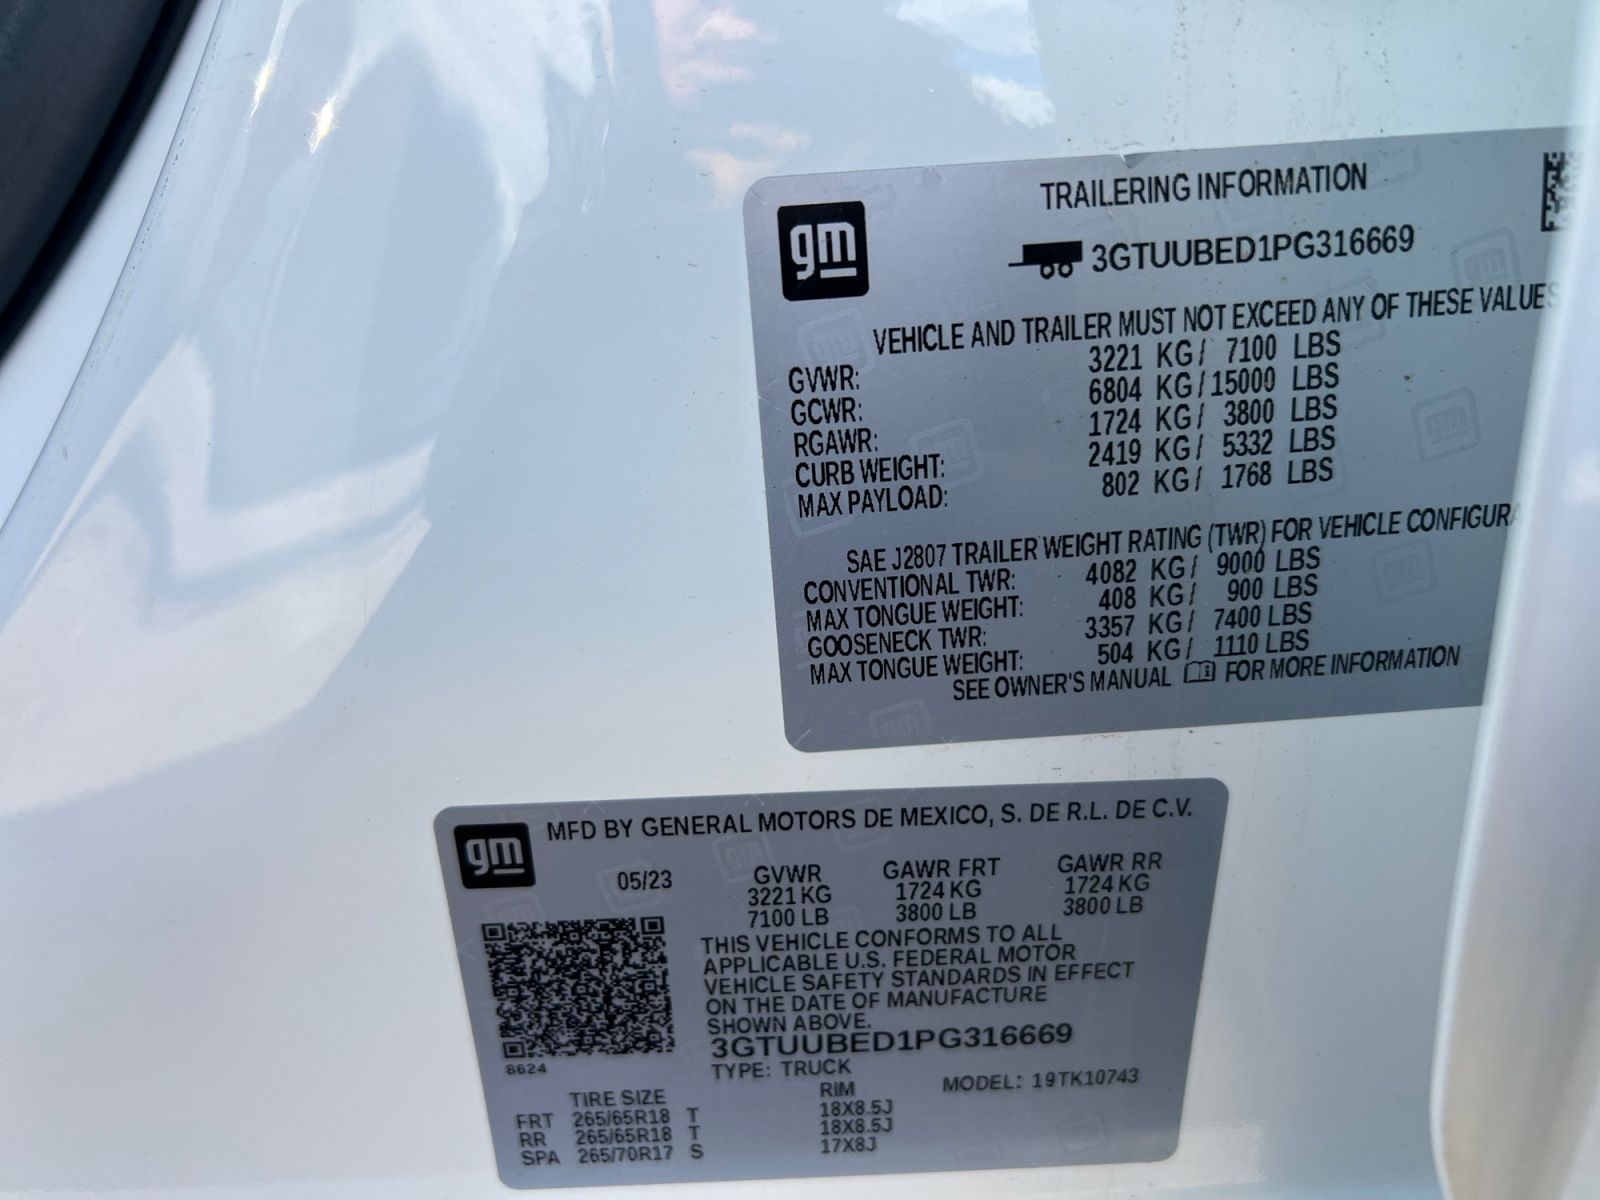 gm
TRAILERING INFORMATION
3GTUUBED1PG316669
VEHICLE AND TRAILER MUST NOT EXCEED ANY OF THESE VALUES
GVWR: 3221 KG/ 7100 LBS
GCWR: 6804 KG/15000 LBS
RGAWR: 1724 KG/ 3800 LBS
CURB WEIGHT: 2419 KG/ 5332 LBS
MAX PAYLOAD: 802 KG/ 1768 LBS
SAE J2807 TRAILER WEIGHT RATING (TWR) FOR VEHICLE
CONVENTIONAL TWR: 4082 KG/ 9000 LBS
MAX TONGUE WEIGHT: 408 KG/ 900 LBS
GOOSENECK TWR: 3357 KG/ 7400 LBS
MAX TONGUE WEIGHT: 504 KG/ 1110 LBS
SEE OWNER'S MANUAL FOR MORE INFORMATION
gm
MFD BY GENERAL MOTORS DE MEXICO, S. DE R.L. DE C.V.
05/23 GVWR GAWR FRT GAWR RR
3221 KG 1724 KG 1724 KG
7100 LB 3800 LB 3800 LB
THIS VEHICLE CONFORMS TO ALL
APPLICABLE U.S. FEDERAL MOTOR
VEHICLE SAFETY STANDARDS IN EFFECT
ON THE DATE OF MANUFACTURE
SHOWN ABOVE.
3GTUUBED1PG316669
8624
TYPE: TRUCK MODEL: 19TK10743
TIRE SIZE RIM
FRT 265/65R18 T 18X8.5J
RR 265/65R18 T 18X8.5J
SPA 265/70R17 S 17X8J